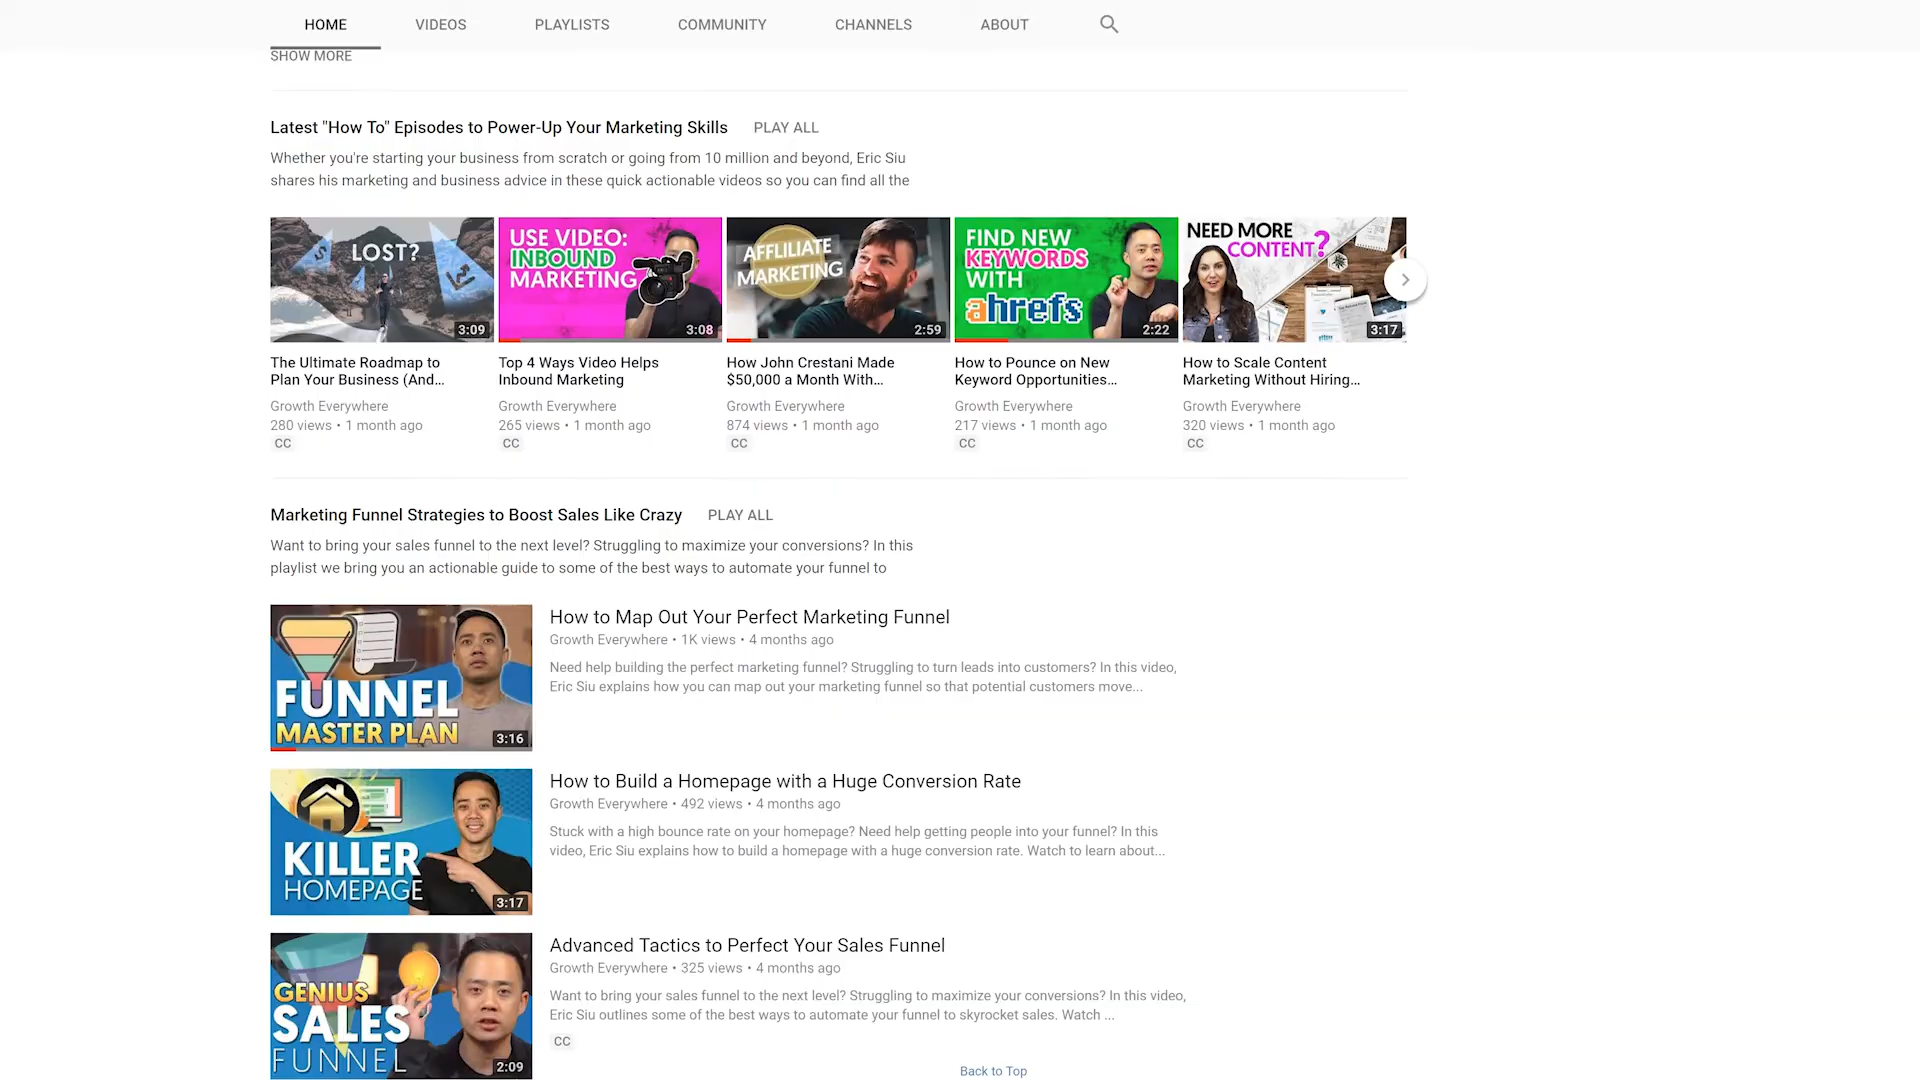 HOME VIDEOS PLAYLISTS COMMUNITY CHANNELS ABOUT
SHOW MORE
Latest "How To" Episodes to Power-Up Your Marketing Skills PLAY ALL
Whether you're starting your business from scratch or going from 10 million and beyond, Eric Siu
shares his marketing and business advice in these quick actionable videos so you can find all the
LOST?
3:09
The Ultimate Roadmap to
Plan Your Business (And...
Growth Everywhere
280 views • 1 month ago
CC
USE VIDEO:
INBOUND
MARKETING
3:08
Top 4 Ways Video Helps
Inbound Marketing
Growth Everywhere
265 views • 1 month ago
CC
AFFILIATE
MARKETING
2:59
How John Crestani Made
$50,000 a Month With...
Growth Everywhere
874 views • 1 month ago
CC
FIND NEW
KEYWORDS
WITH
ahrefs
2:22
How to Pounce on New
Keyword Opportunities...
Growth Everywhere
217 views • 1 month ago
CC
NEED MORE
CONTENT?
3:17
How to Scale Content
Marketing Without Hiring...
Growth Everywhere
320 views • 1 month ago
CC
Marketing Funnel Strategies to Boost Sales Like Crazy PLAY ALL
Want to bring your sales funnel to the next level? Struggling to maximize your conversions? In this
playlist we bring you an actionable guide to some of the best ways to automate your funnel to
FUNNEL
MASTER PLAN
3:16
How to Map Out Your Perfect Marketing Funnel
Growth Everywhere • 1K views • 4 months ago
Need help building the perfect marketing funnel? Struggling to turn leads into customers? In this video,
Eric Siu explains how you can map out your marketing funnel so that potential customers move...
KILLER
HOMEPAGE
3:17
How to Build a Homepage with a Huge Conversion Rate
Growth Everywhere • 492 views • 4 months ago
Stuck with a high bounce rate on your homepage? Need help getting people into your funnel? In this
video, Eric Siu explains how to build a homepage with a huge conversion rate. Watch to learn about...
GENIUS
SALES
FUNNEL
2:09
Advanced Tactics to Perfect Your Sales Funnel
Growth Everywhere • 325 views • 4 months ago
Want to bring your sales funnel to the next level? Struggling to maximize your conversions? In this video,
Eric Siu outlines some of the best ways to automate your funnel to skyrocket sales. Watch ...
CC
Back to Top